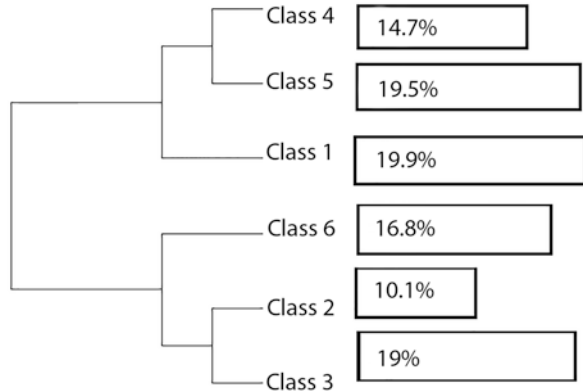 Class 4 14.7%
Class 5 19.5%
Class 1 19.9%
Class 6 16.8%
Class 2 10.1%
Class 3 19%